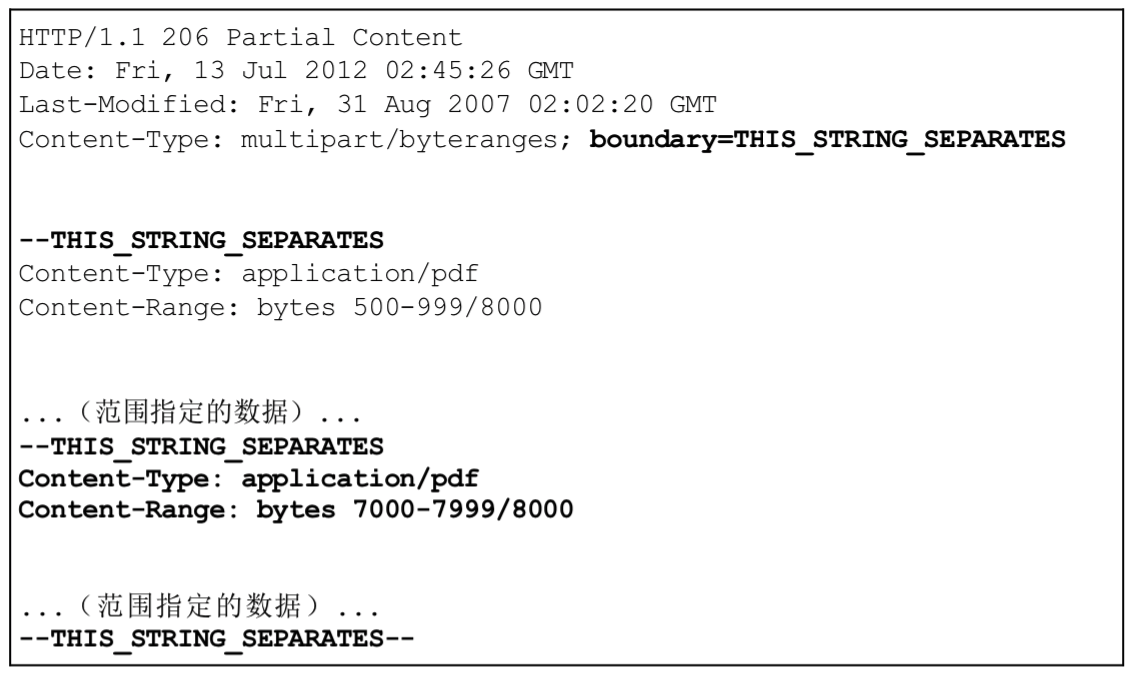 HTTP/1.1 206 Partial Content
Date: Fri, 13 Jul 2012 02:45:26 GMT
Last-Modified: Fri, 31 Aug 2007 02:02:20 GMT
Content-Type: multipart/byteranges; boundary=THIS_STRING_SEPARATES
--THIS_STRING_SEPARATES
Content-Type: application/pdf
Content-Range: bytes 500-999/8000
...（范围指定的数据）...
--THIS_STRING_SEPARATES
Content-Type: application/pdf
Content-Range: bytes 7000-7999/8000
...（范围指定的数据）...
--THIS_STRING_SEPARATES--